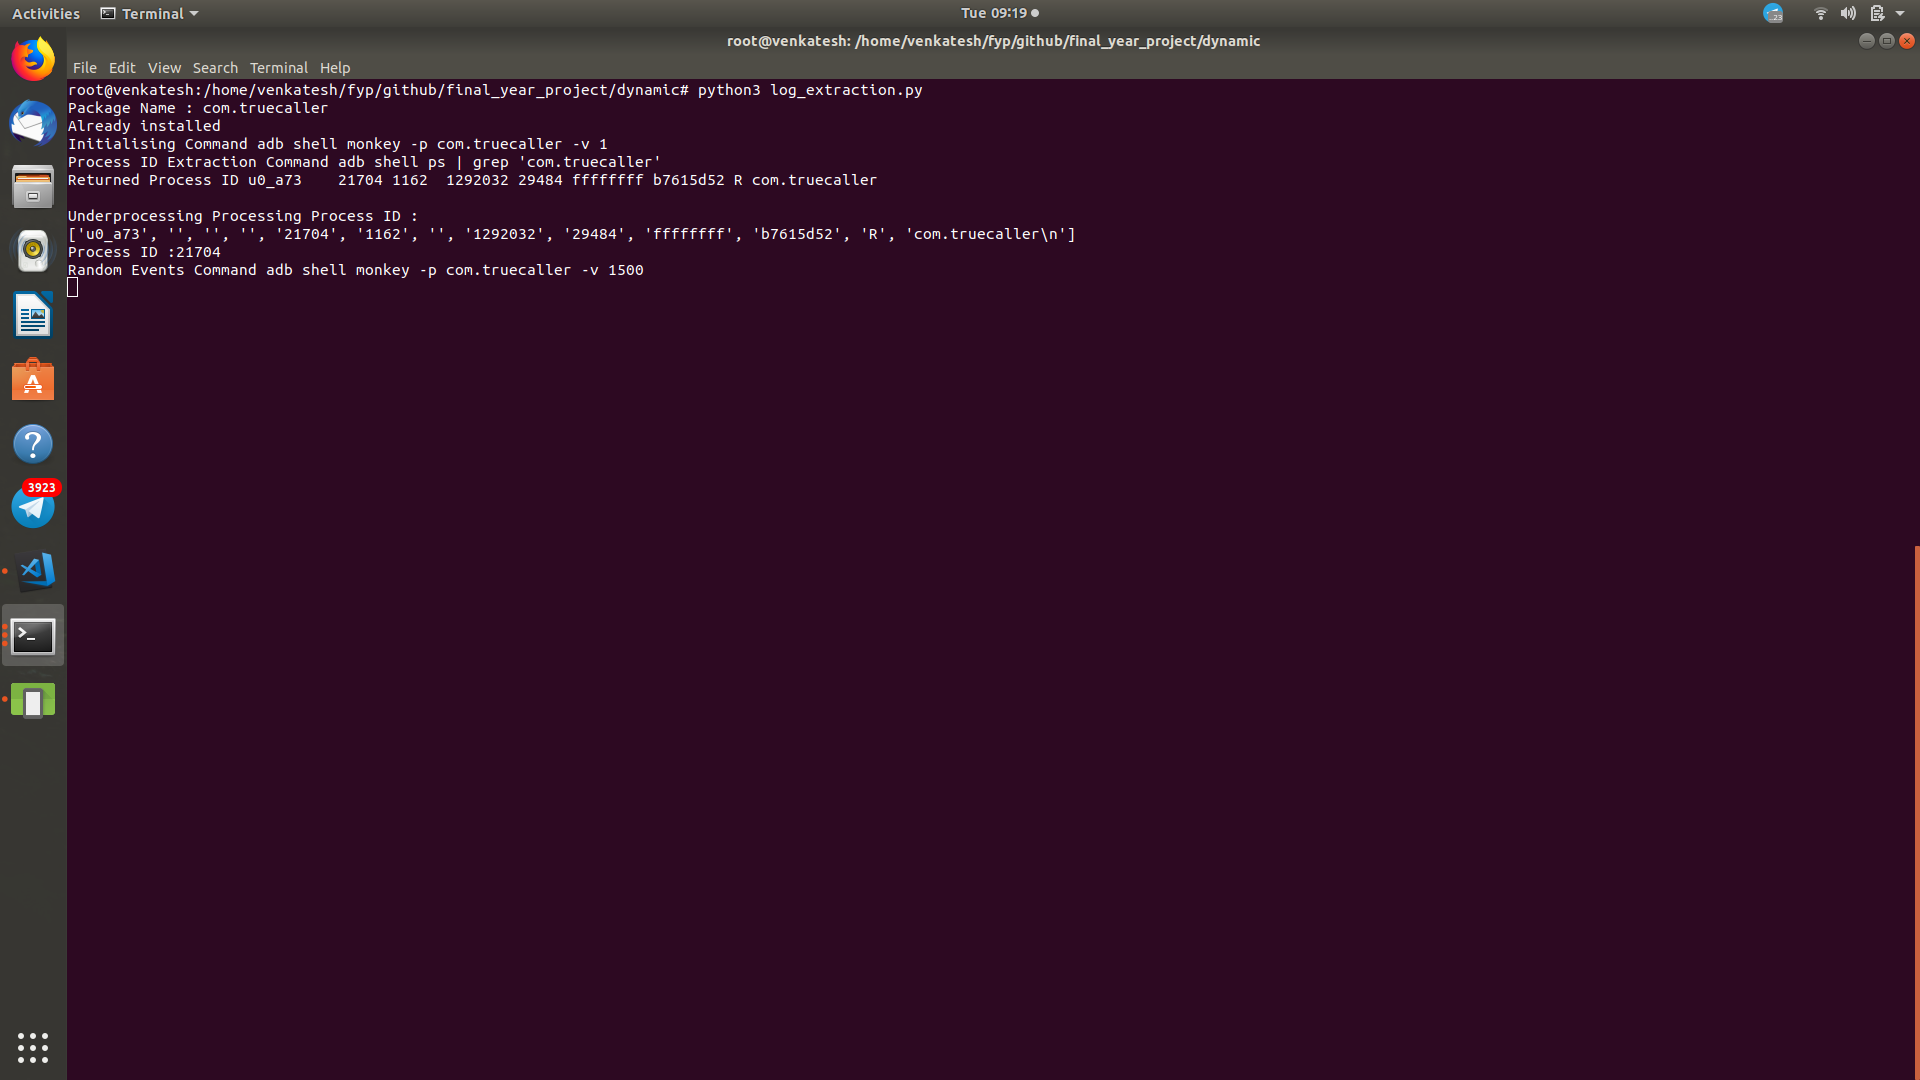 Activities Terminal Tue 09:19 23
root@venkatesh: /home/venkatesh/fyp/github/final_year_project/dynamic
File Edit View Search Terminal Help
root@venkatesh:/home/venkatesh/fyp/github/final_year_project/dynamic# python3 log_extraction.py
Package Name : com.truecaller
Already installed
Initialising Command adb shell monkey -p com.truecaller -v 1
Process ID Extraction Command adb shell ps | grep 'com.truecaller'
Returned Process ID u0_a73    21704 1162  1292032 29484 ffffffff b7615d52 R com.truecaller
Underprocessing Processing Process ID :
['u0_a73', '', '', '', '21704', '1162', '', '1292032', '29484', 'ffffffff', 'b7615d52', 'R', 'com.truecaller\n']
Process ID :21704
Random Events Command adb shell monkey -p com.truecaller -v 1500
3923